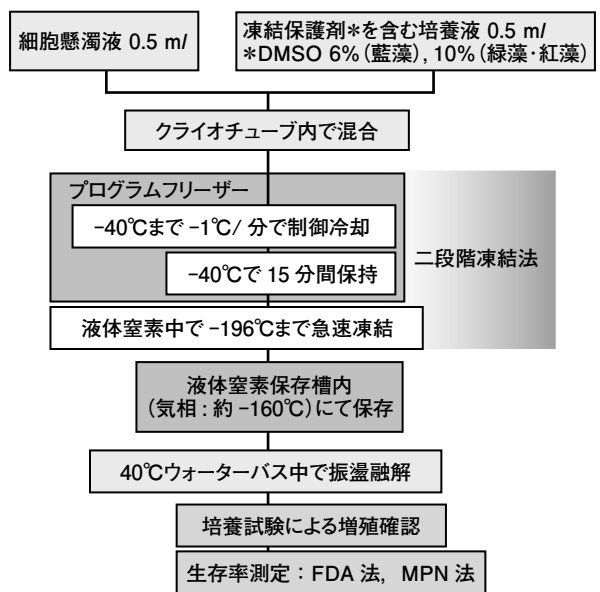 細胞懸濁液 0.5 ml
凍結保護剤*を含む培養液 0.5 ml
*DMSO 6%(藍藻), 10%(緑藻・紅藻)
クライオチューブ内で混合
プログラムフリーザー
-40℃まで -1℃/ 分で制御冷却
-40℃で 15 分間保持
二段階凍結法
液体窒素中で -196℃まで急速凍結
液体窒素保存槽内
(気相 : 約 -160℃)にて保存
40℃ウォーターバス中で振盪融解
培養試験による増殖確認
生存率測定 : FDA 法, MPN 法